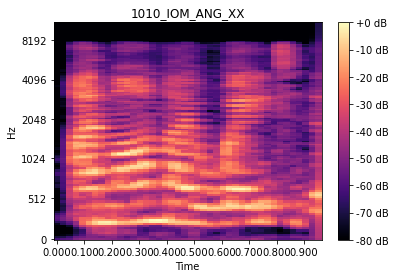 1010_IOM_ANG_XX
8192
4096
2048
1024
512
0
Hz
0.0000.1000.2000.3000.4000.5000.6000.7000.8000.900
Time
+0 dB
-10 dB
-20 dB
-30 dB
-40 dB
-50 dB
-60 dB
-70 dB
-80 dB